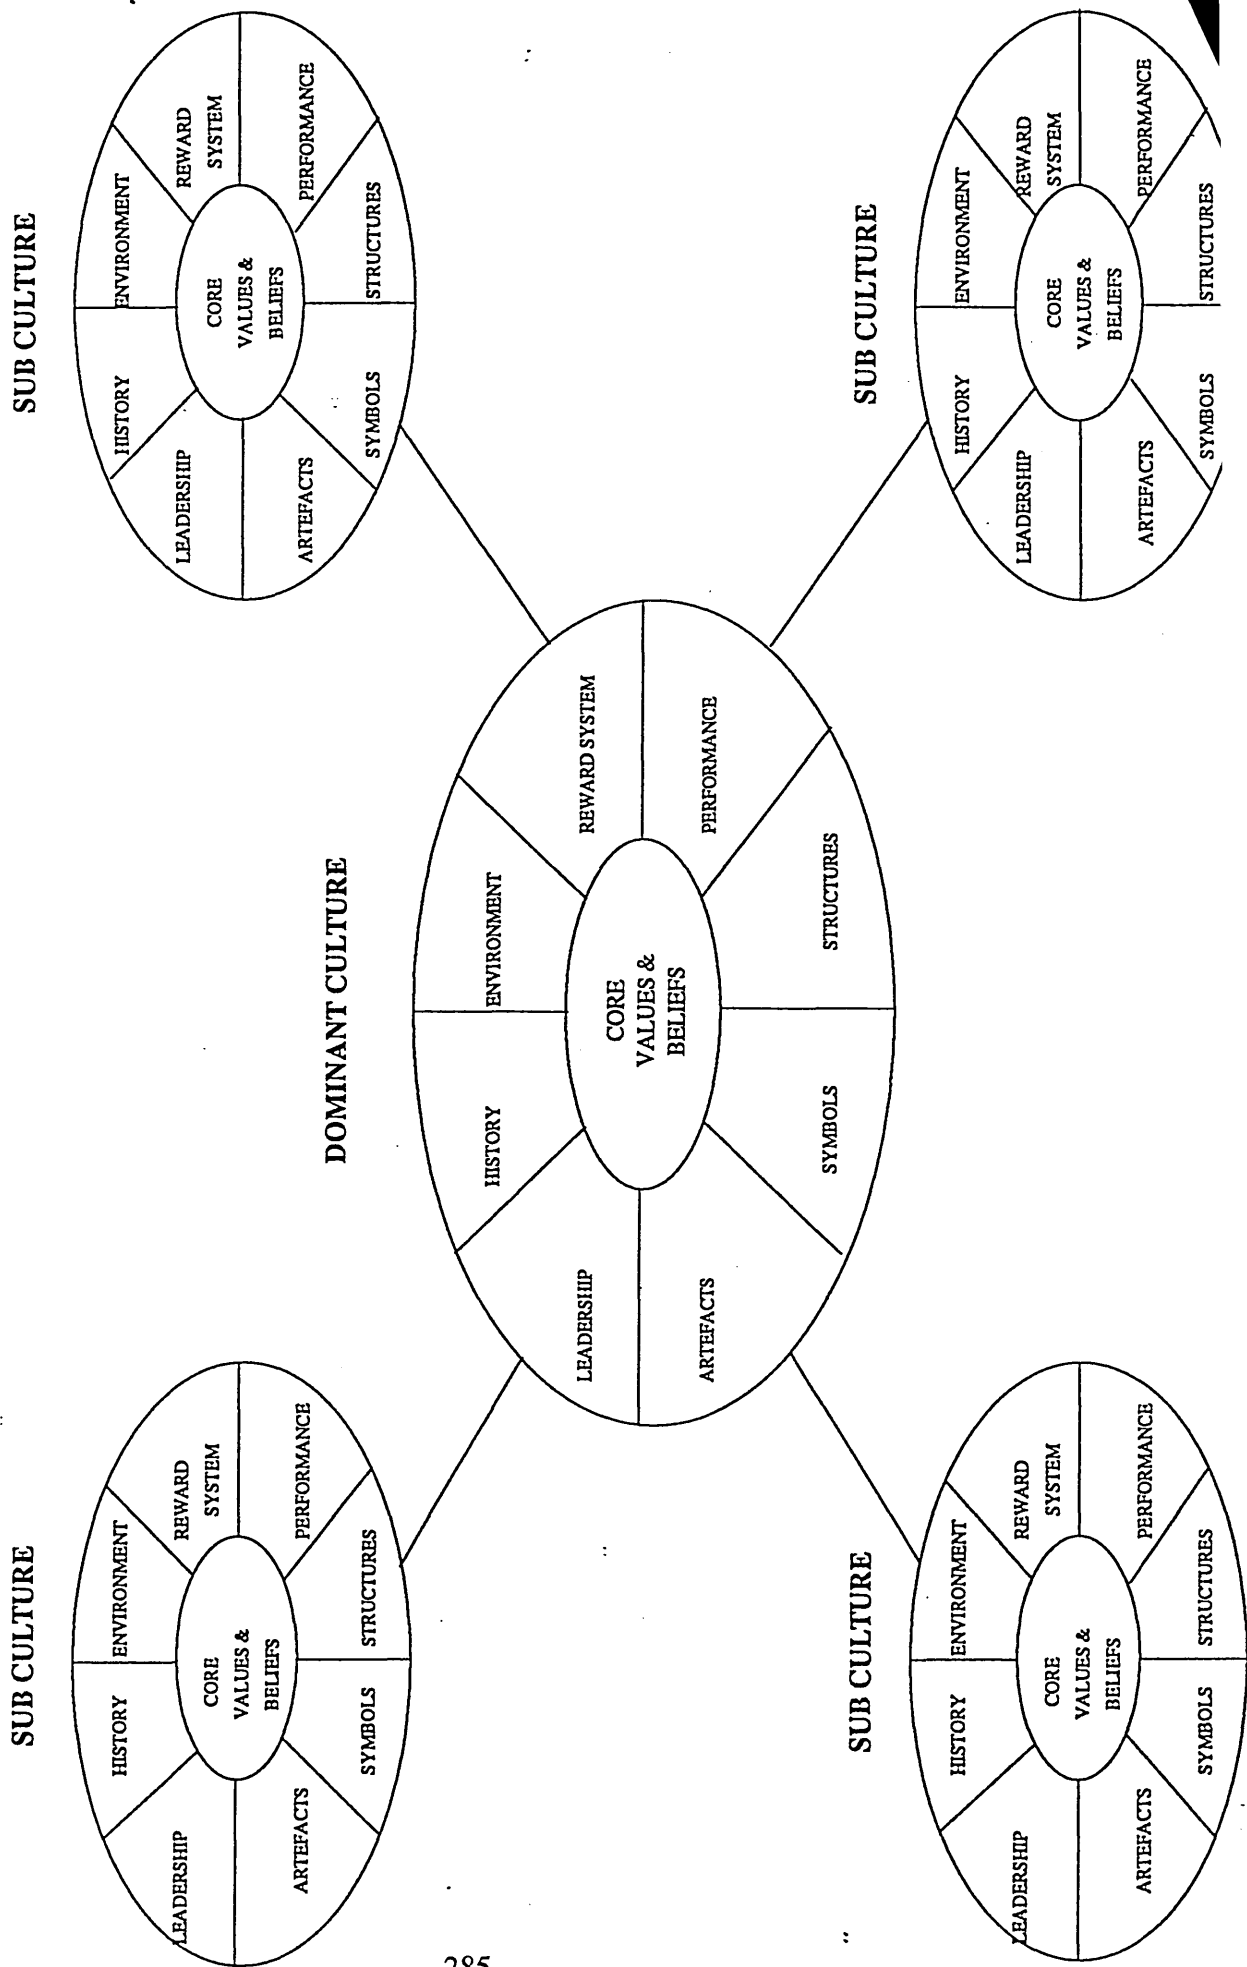 SUB CULTURE
HISTORY
ENVIRONMENT
LEADERSHIP
REWARD
SYSTEM
CORE
VALUES &
BELIEFS
ARTEFACTS
PERFORMANCE
SYMBOLS
STRUCTURES
SUB CULTURE
HISTORY
ENVIRONMENT
LEADERSHIP
REWARD
SYSTEM
CORE
VALUES &
BELIEFS
ARTEFACTS
PERFORMANCE
SYMBOLS
STRUCTURES
DOMINANT CULTURE
HISTORY
ENVIRONMENT
LEADERSHIP
REWARD SYSTEM
CORE
VALUES &
BELIEFS
ARTEFACTS
PERFORMANCE
SYMBOLS
STRUCTURES
SUB CULTURE
HISTORY
ENVIRONMENT
LEADERSHIP
REWARD
SYSTEM
CORE
VALUES &
BELIEFS
ARTEFACTS
PERFORMANCE
SYMBOLS
STRUCTURES
SUB CULTURE
HISTORY
ENVIRONMENT
LEADERSHIP
REWARD
SYSTEM
CORE
VALUES &
BELIEFS
ARTEFACTS
PERFORMANCE
SYMBOLS
STRUCTURES
285